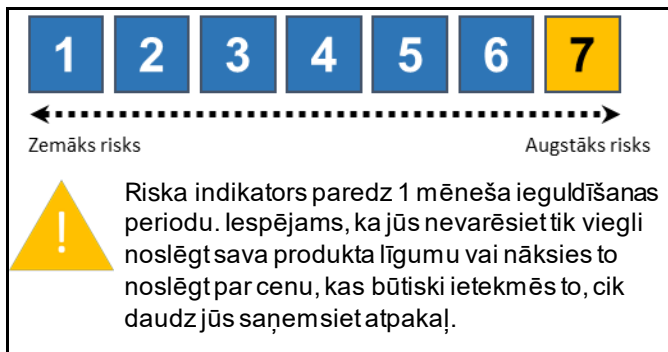 1 2 3 4 5 6 7
Zemāks risks Augstāks risks
!
Riska indikators paredz 1 mēneša ieguldīšanas
periodu. Iespējams, ka jūs nevarēsiet tik viegli
noslēgt sava produkta līgumu vai nāksies to
noslēgt par cenu, kas būtiski ietekmēs to, cik
daudz jūs saņemsiet atpakaļ.